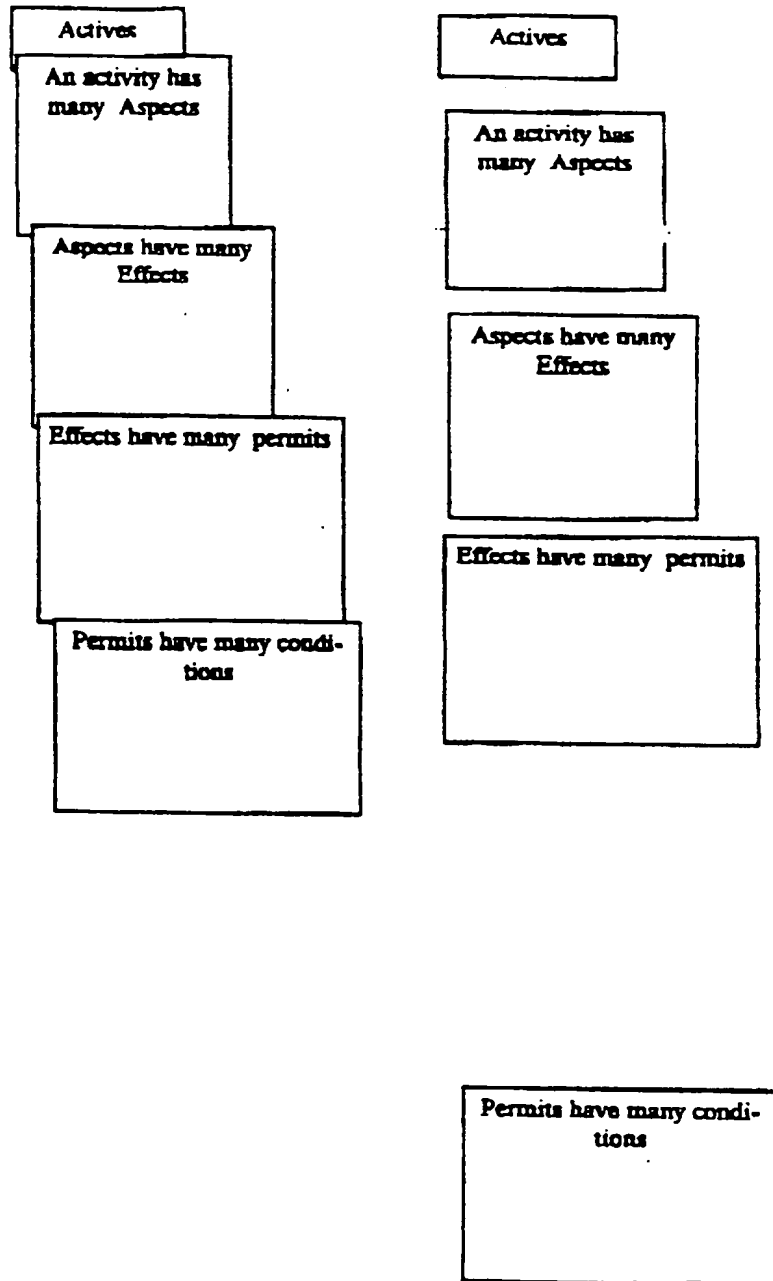 Actives
An activity has
many Aspects
Aspects have many
Effects
Effects have many permits
Permits have many condi-
tions
Actives
An activity has
many Aspects
Aspects have many
Effects
Effects have many permits
Permits have many condi-
tions